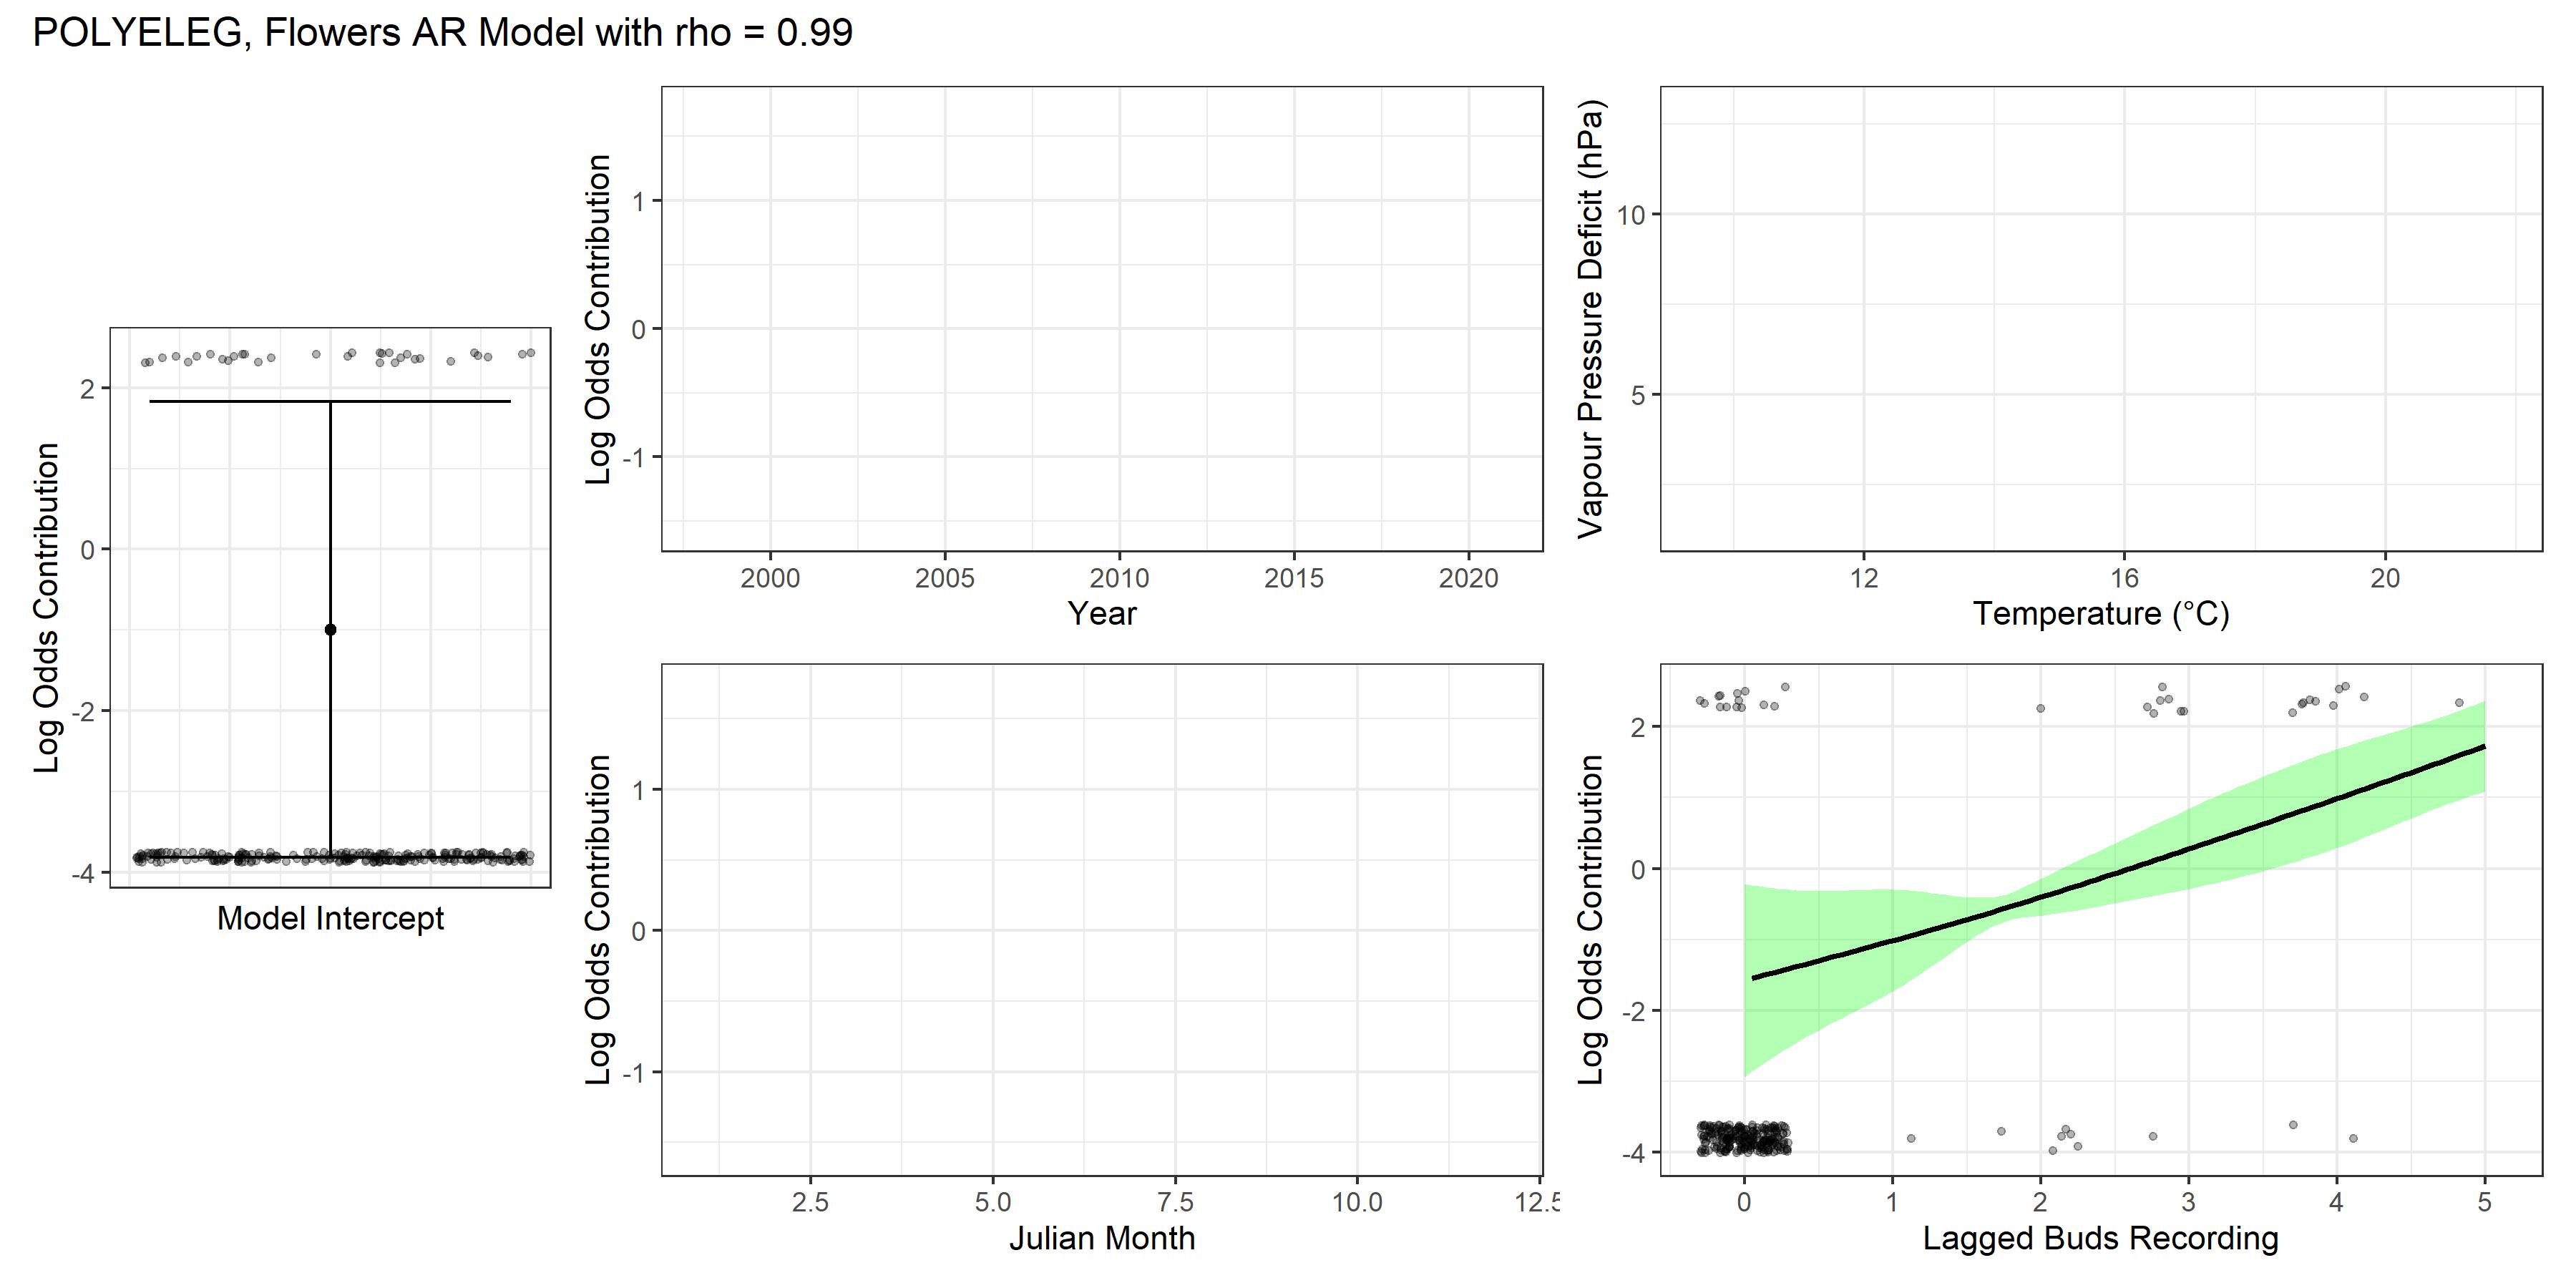 POLYELEG, Flowers AR Model with rho = 0.99
Log Odds Contribution
2
0
-2
-4
Model Intercept
Log Odds Contribution
1
0
-1
2000 2005 2010 2015 2020
Year
Vapour Pressure Deficit (hPa)
10
5
12 16 20
Temperature (°C)
Log Odds Contribution
1
0
-1
2.5 5.0 7.5 10.0 12.5
Julian Month
Log Odds Contribution
2
0
-2
-4
0 1 2 3 4 5
Lagged Buds Recording